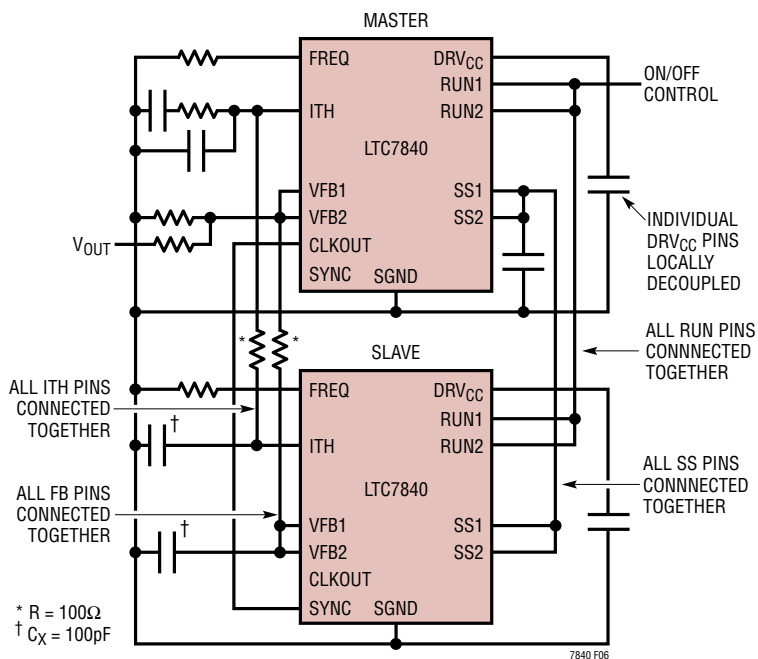 MASTER
FREQ
DRVCC
RUN1
ON/OFF
CONTROL
ITH
RUN2
LTC7840
VFB1
SS1
VFB2
SS2
VOUT
CLKOUT
SYNC
SGND
INDIVIDUAL
DRVCC PINS
LOCALLY
DECOUPLED
* *
SLAVE
ALL RUN PINS
CONNNECTED
TOGETHER
ALL ITH PINS
CONNECTED
TOGETHER
FREQ
DRVCC
†
RUN1
ITH
RUN2
LTC7840
ALL SS PINS
CONNNECTED
TOGETHER
ALL FB PINS
CONNECTED
TOGETHER
†
VFB1
SS1
VFB2
SS2
CLKOUT
SYNC
SGND
* R = 100Ω
† CX = 100pF
7840 F06